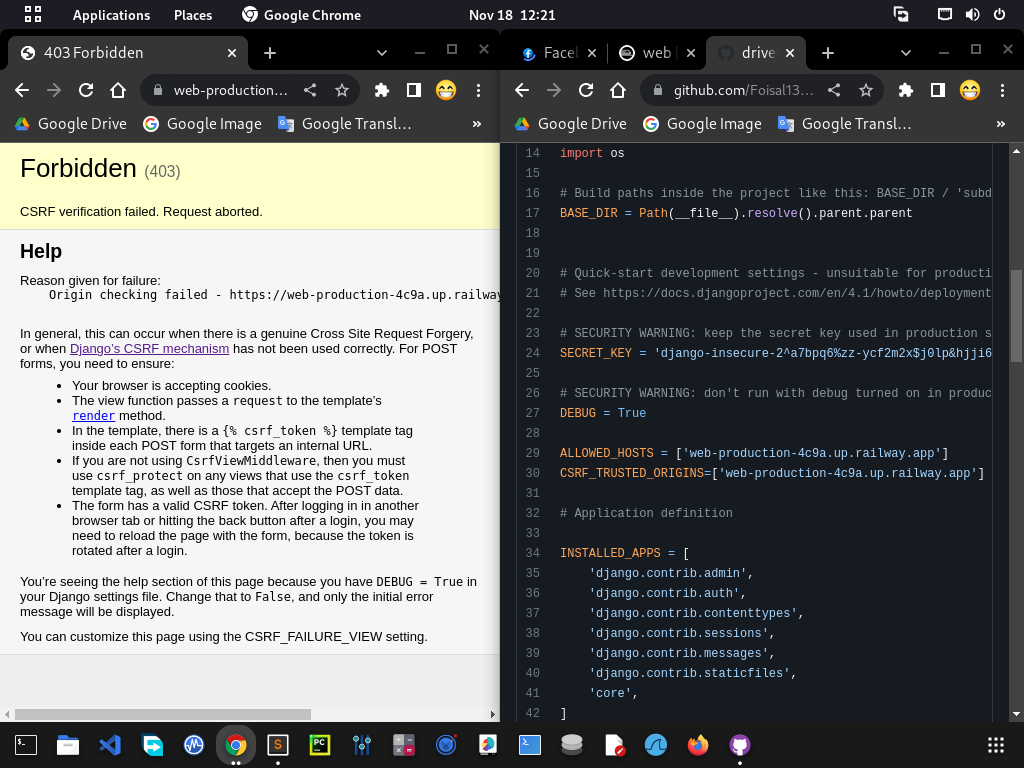 Applications Places Google Chrome Nov 18 12:21
403 Forbidden
web-production...
Google Drive Google Image Google Transl... »
Forbidden (403)
CSRF verification failed. Request aborted.
Help
Reason given for failure:
Origin checking failed - https://web-production-4c9a.up.railway
In general, this can occur when there is a genuine Cross Site Request Forgery,
or when Django's CSRF mechanism has not been used correctly. For POST
forms, you need to ensure:
• Your browser is accepting cookies.
• The view function passes a request to the template's
render method.
• In the template, there is a {% csrf_token %} template tag
inside each POST form that targets an internal URL.
• If you are not using CsrfViewMiddleware, then you must
use csrf_protect on any views that use the csrf_token
template tag, as well as those that accept the POST data.
• The form has a valid CSRF token. After logging in in another
browser tab or hitting the back button after a login, you may
need to reload the page with the form, because the token is
rotated after a login.
You're seeing the help section of this page because you have DEBUG = True in
your Django settings file. Change that to False, and only the initial error
message will be displayed.
You can customize this page using the CSRF_FAILURE_VIEW setting.
Facel web drive
github.com/Foisal13...
Google Drive Google Image Google Transl... »
14 import os
15
16 # Build paths inside the project like this: BASE_DIR / 'subd
17 BASE_DIR = Path(__file__).resolve().parent.parent
18
19
20 # Quick-start development settings - unsuitable for producti
21 # See https://docs.djangoproject.com/en/4.1/howto/deployment
22
23 # SECURITY WARNING: keep the secret key used in production s
24 SECRET_KEY = 'django-insecure-2^a7bpq6%zz-ycf2m2x$j0lp&hjji6
25
26 # SECURITY WARNING: don't run with debug turned on in produc
27 DEBUG = True
28
29 ALLOWED_HOSTS = ['web-production-4c9a.up.railway.app']
30 CSRF_TRUSTED_ORIGINS=['web-production-4c9a.up.railway.app']
31
32 # Application definition
33
34 INSTALLED_APPS = [
35 'django.contrib.admin',
36 'django.contrib.auth',
37 'django.contrib.contenttypes',
38 'django.contrib.sessions',
39 'django.contrib.messages',
40 'django.contrib.staticfiles',
41 'core',
42 ]